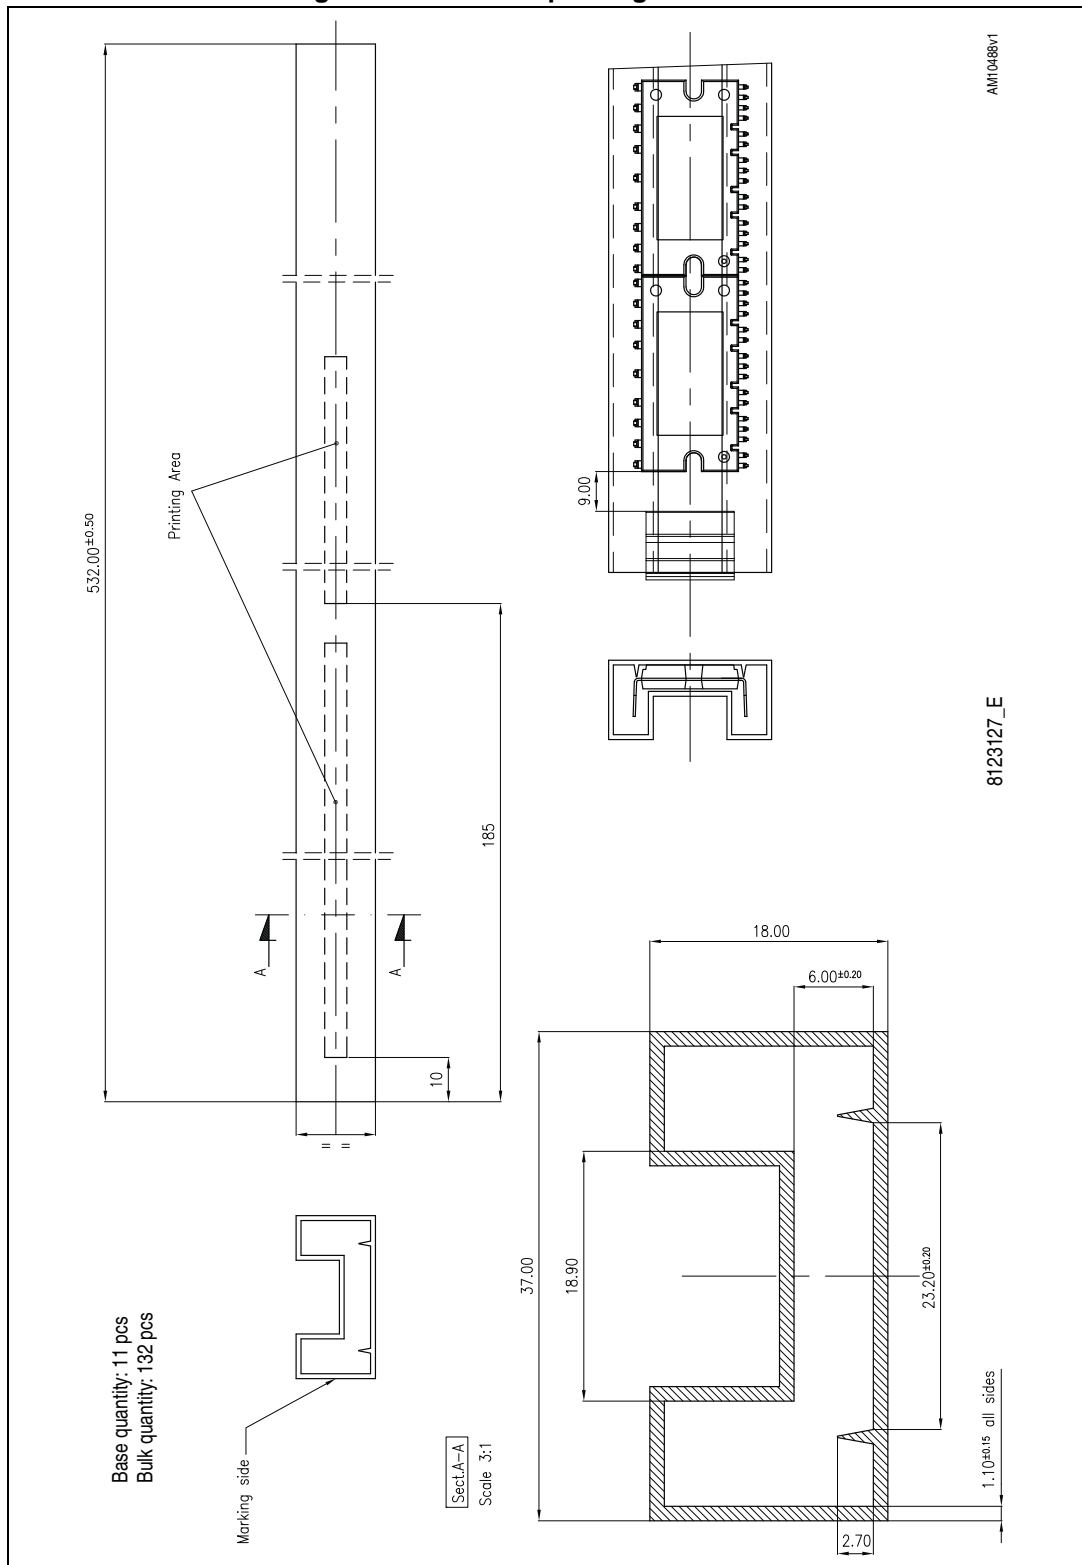 AM10488v1
532.00±0.50
Printing Area
185
10
A
A
= =
9.00
8123127_E
Base quantity: 11 pcs
Bulk quantity: 132 pcs
Marking side
Sect.A-A
Scale 3:1
18.00
6.00±0.20
37.00
18.90
23.20±0.20
1.10±0.15 all sides
2.70